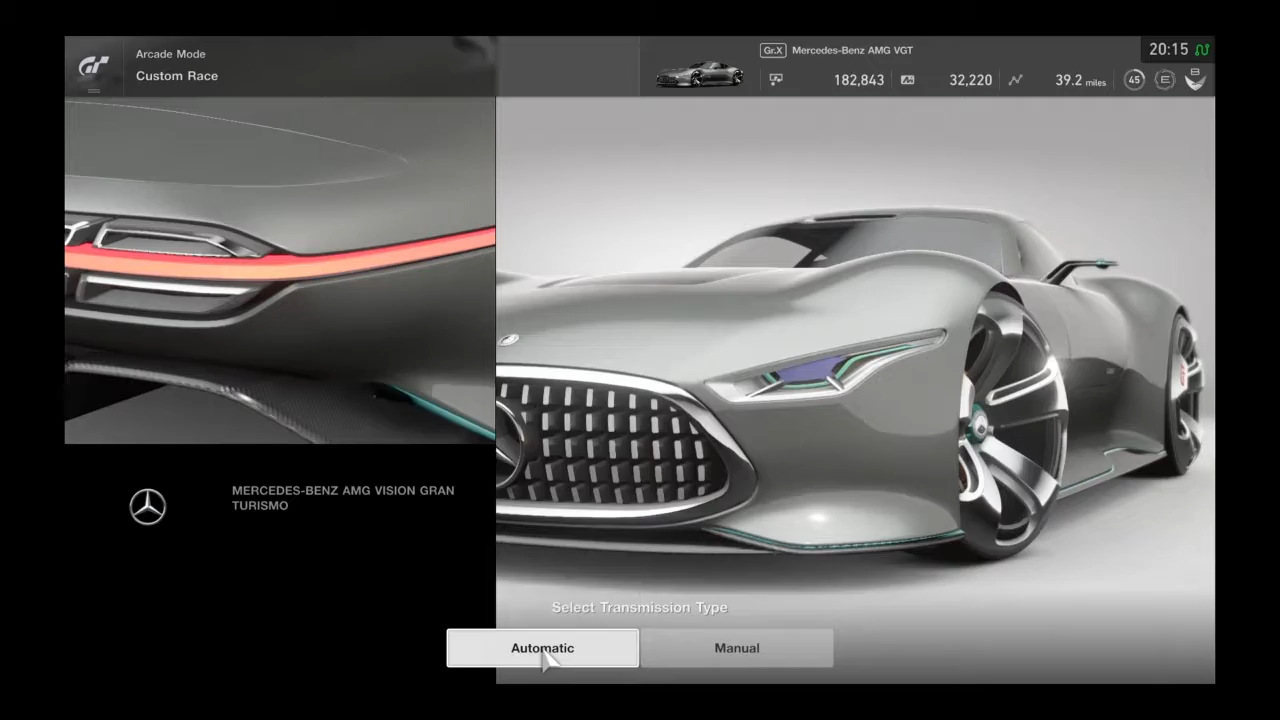 Arcade Mode
Custom Race
Gr.X Mercedes-Benz AMG VGT
20:15
182,843
32,220
39.2 miles
45
E
B
MERCEDES-BENZ AMG VISION GRAN
TURISMO
Select Transmission Type
Automatic
Manual